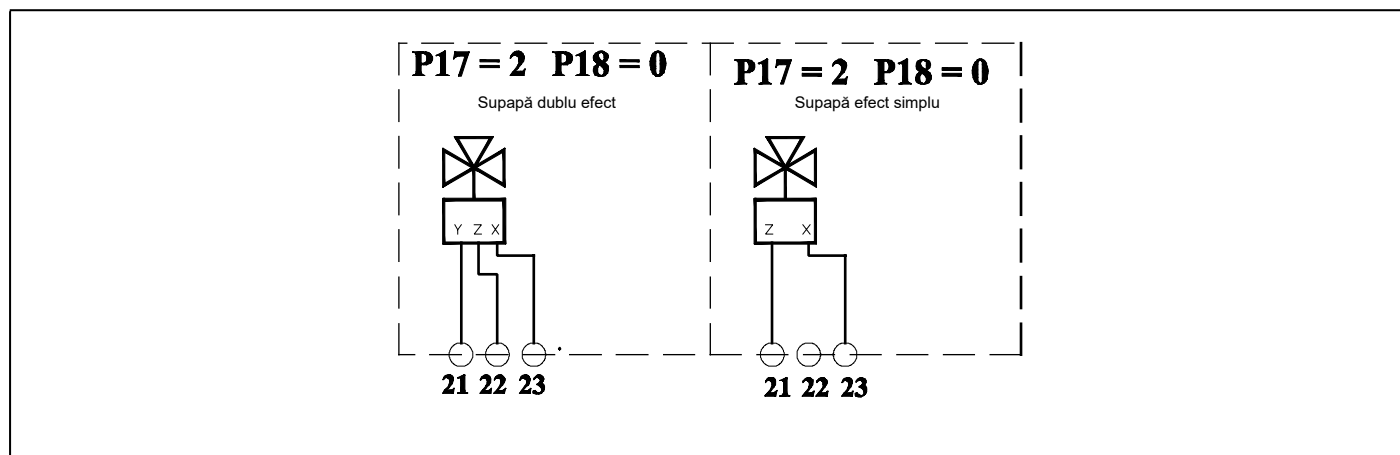 P17 = 2 P18 = 0
Supapă dublu efect
Y Z X
21 22 23
P17 = 2 P18 = 0
Supapă efect simplu
Z X
21 22 23